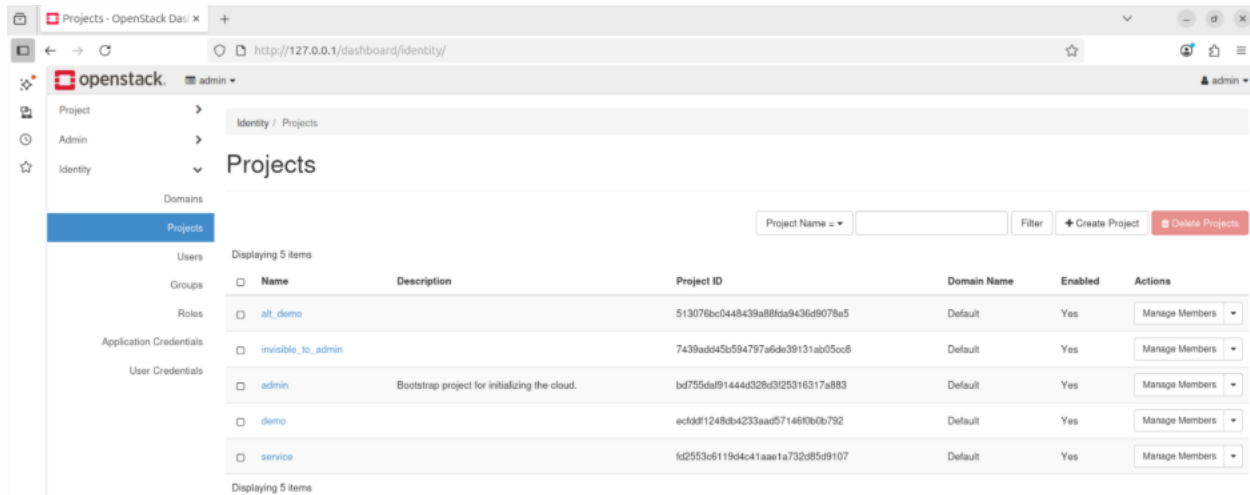 Projects - OpenStack Das
http://127.0.0.1/dashboard/identity/
openstack. admin admin
Project
Admin
Identity
Domains
Projects
Users
Groups
Roles
Application Credentials
User Credentials
Identity / Projects
Projects
Project Name = Filter Create Project Delete Projects
Displaying 5 items
Name Description Project ID Domain Name Enabled Actions
alt_demo 513076bc0448439a88fda9436d9078e5 Default Yes Manage Members
invisible_to_admin 7439add45b594797a6de39131ab05cc8 Default Yes Manage Members
admin Bootstrap project for initializing the cloud. bd755daf91444d328d3f25316317a883 Default Yes Manage Members
demo ecfddf1248db4233aad57146f0b0b792 Default Yes Manage Members
service fd2553c6119d4c41aae1a732d85d9107 Default Yes Manage Members
Displaying 5 items